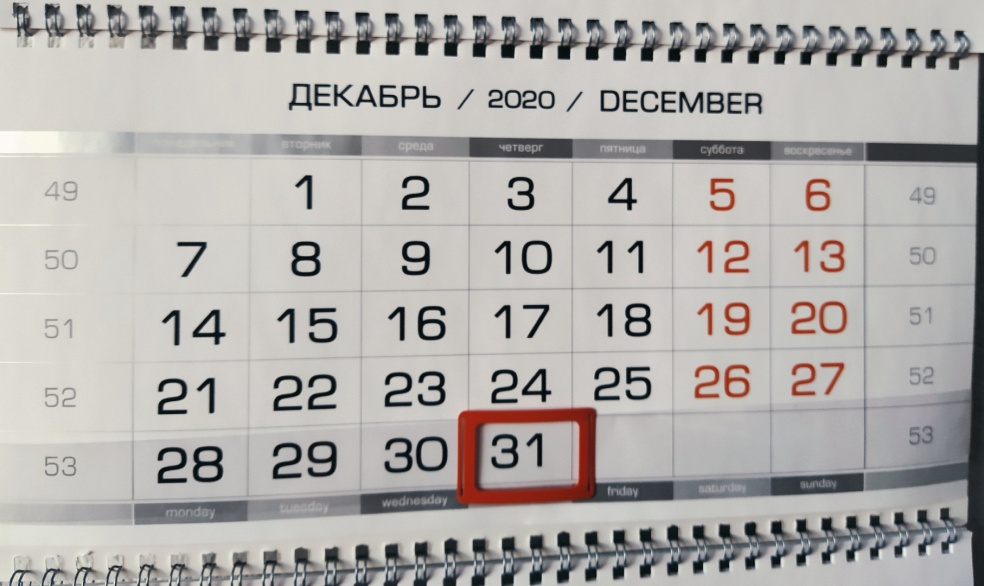 ДЕКАБРЬ / 2020 / DECEMBER
понедельник вторник среда четверг пятница суббота воскресенье
49 1 2 3 4 5 6 49
50 7 8 9 10 11 12 13 50
51 14 15 16 17 18 19 20 51
52 21 22 23 24 25 26 27 52
53 28 29 30 31 53
monday tuesday wednesday friday saturday sunday